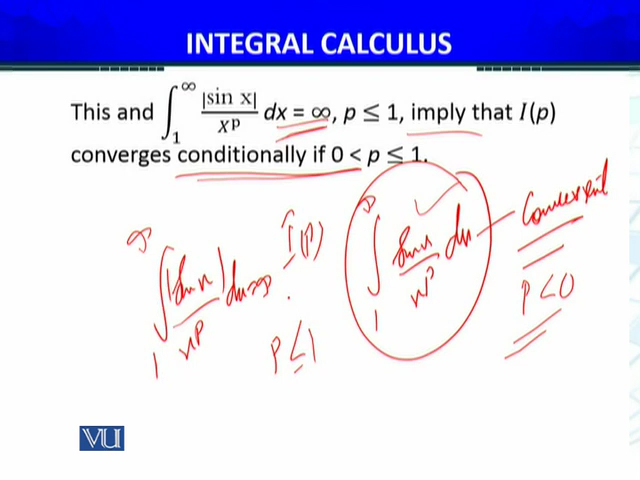 INTEGRAL CALCULUS
This and ∫₁^∞ |sin x|/x^p dx = ∞, p ≤ 1, imply that I(p)
converges conditionally if 0 < p ≤ 1.
I(p)
∫₁^∞ |sin x|/x^p dx = ∞
p ≤ 1
∫₁^∞ sin x/x^p dx
Convergent
p < 0
VU